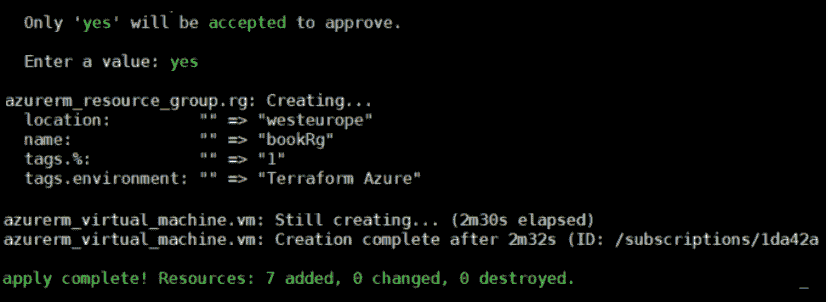 Only 'yes' will be accepted to approve.
Enter a value: yes
azurerm_resource_group.rg: Creating...
location: "" => "westeurope"
name: "" => "bookRg"
tags.%: "" => "1"
tags.environment: "" => "Terraform Azure"
azurerm_virtual_machine.vm: Still creating... (2m30s elapsed)
azurerm_virtual_machine.vm: Creation complete after 2m32s (ID: /subscriptions/1da42a
apply complete! Resources: 7 added, 0 changed, 0 destroyed.